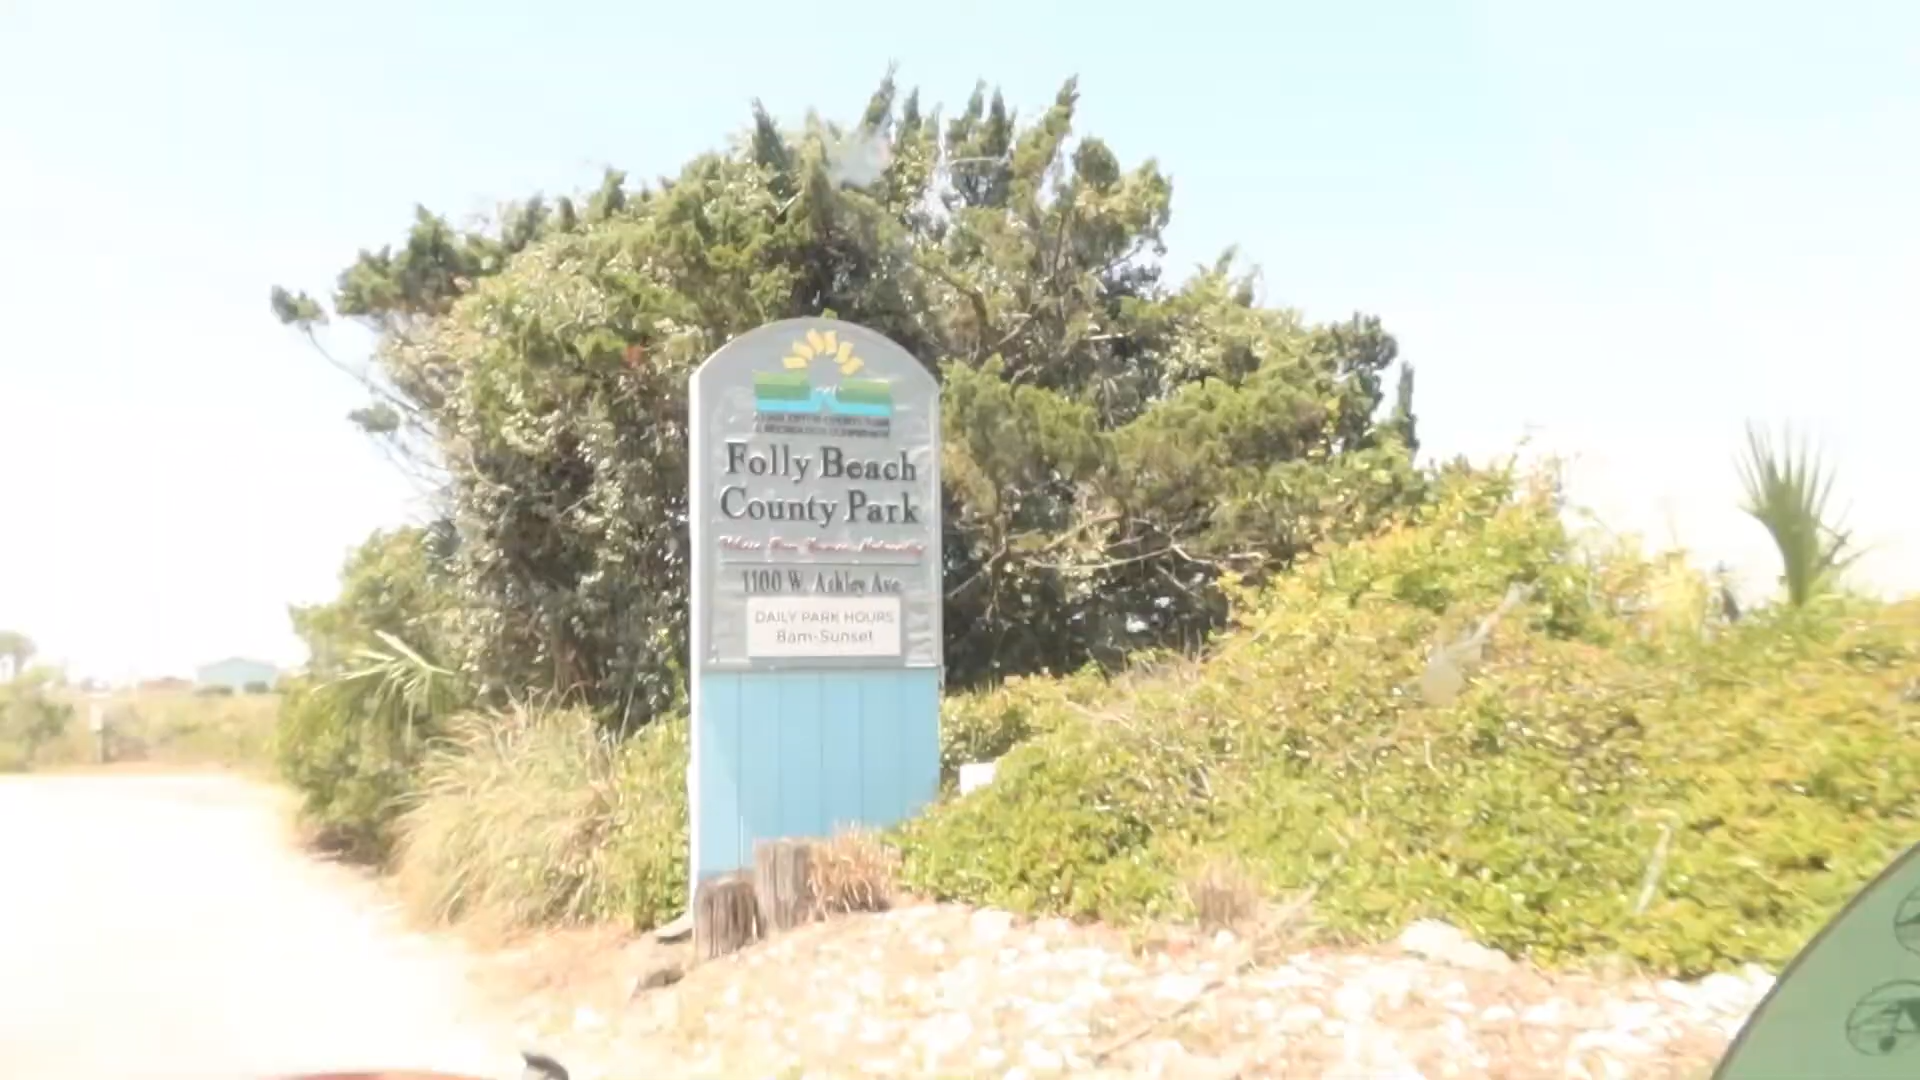 Folly Beach
County Park
1100 W. Ashley Ave
DAILY PARK HOURS
8am-Sunset